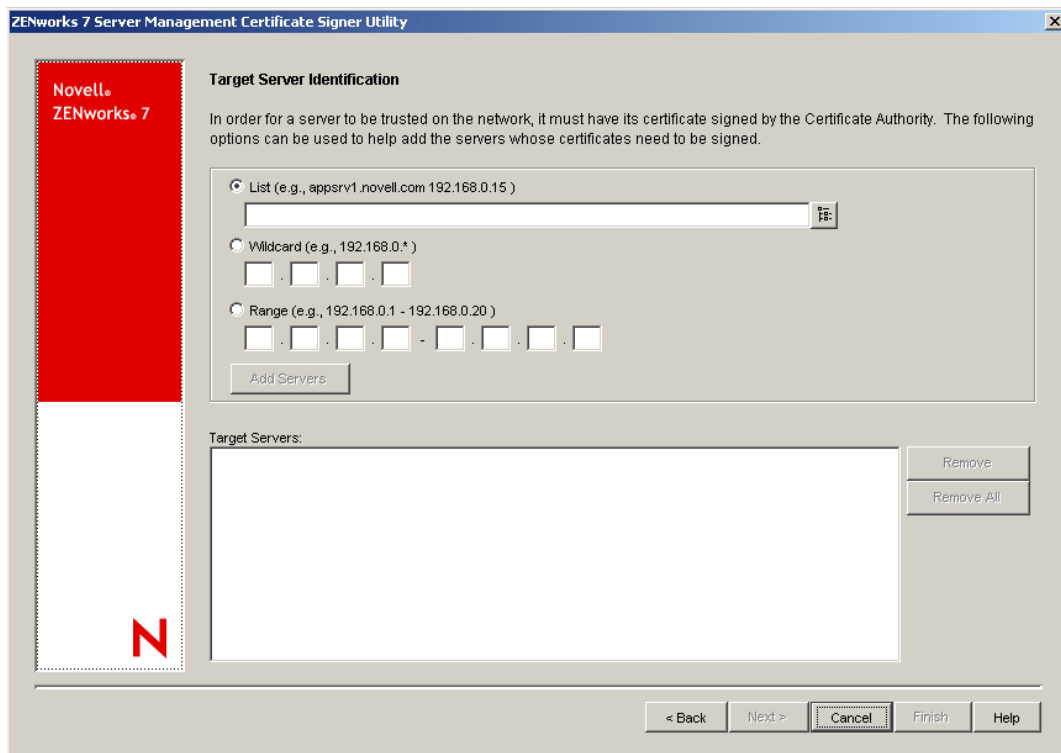 ZENworks 7 Server Management Certificate Signer Utility
Novell®
ZENworks® 7
Target Server Identification
In order for a server to be trusted on the network, it must have its certificate signed by the Certificate Authority. The following
options can be used to help add the servers whose certificates need to be signed.
List (e.g., appsrv1.novell.com 192.168.0.15 )
Wildcard (e.g., 192.168.0.* )
. . .
Range (e.g., 192.168.0.1 - 192.168.0.20 )
. . . - . . .
Add Servers
Target Servers:
Remove
Remove All
N
< Back Next > Cancel Finish Help